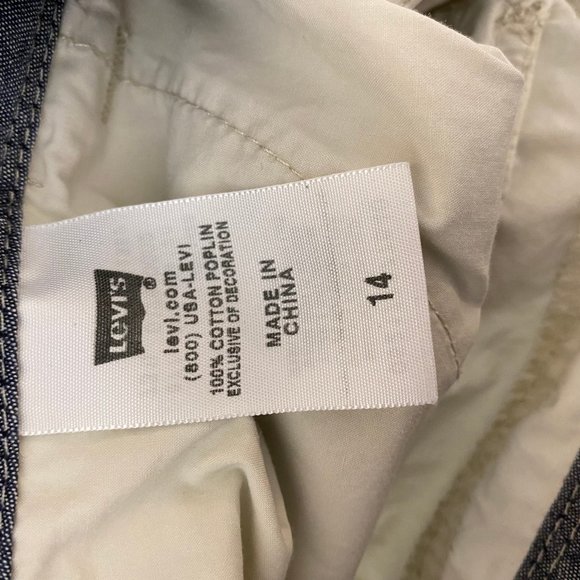 Levi's®
levi.com
(800) USA-LEVI
100% COTTON POPLIN
EXCLUSIVE OF DECORATION
MADE IN
CHINA
14